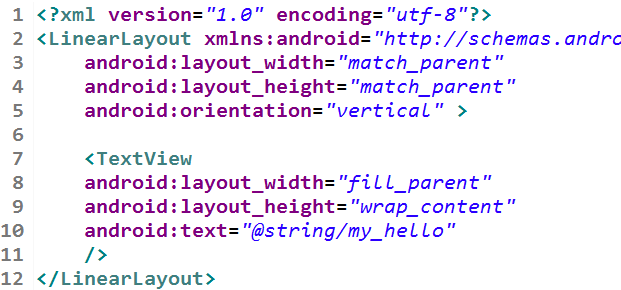 1 <?xml version="1.0" encoding="utf-8"?>
2 <LinearLayout xmlns:android="http://schemas.andro
3 android:layout_width="match_parent"
4 android:layout_height="match_parent"
5 android:orientation="vertical" >
6
7 <TextView
8 android:layout_width="fill_parent"
9 android:layout_height="wrap_content"
10 android:text="@string/my_hello"
11 />
12 </LinearLayout>